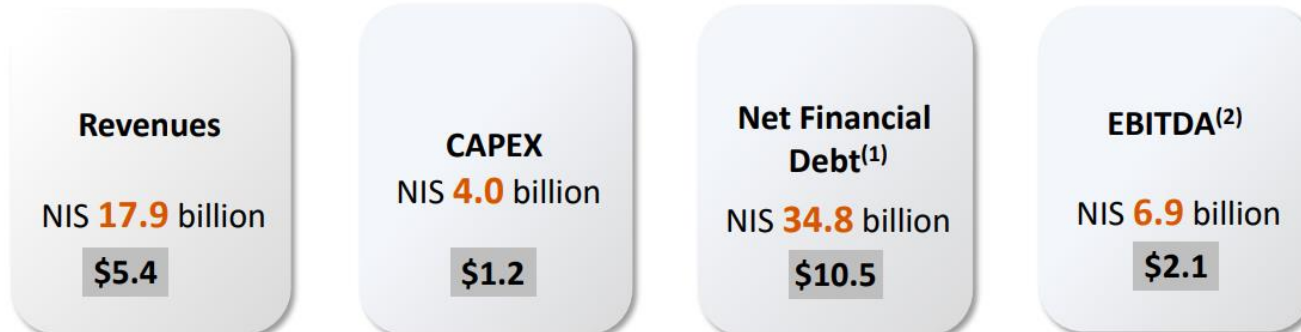 Revenues
NIS 17.9 billion
$5.4
CAPEX
NIS 4.0 billion
$1.2
Net Financial
Debt(1)
NIS 34.8 billion
$10.5
EBITDA(2)
NIS 6.9 billion
$2.1